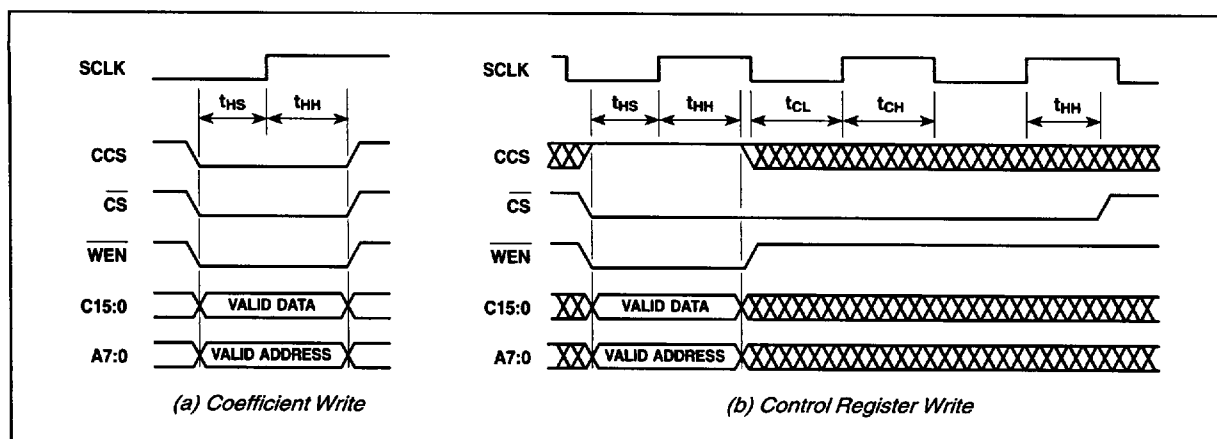 SCLK
tHS
tHH
CCS
CS
WEN
C15:0
VALID DATA
A7:0
VALID ADDRESS
(a) Coefficient Write
SCLK
tHS
tHH
tCL
tCH
tHH
CCS
CS
WEN
C15:0
VALID DATA
A7:0
VALID ADDRESS
(b) Control Register Write